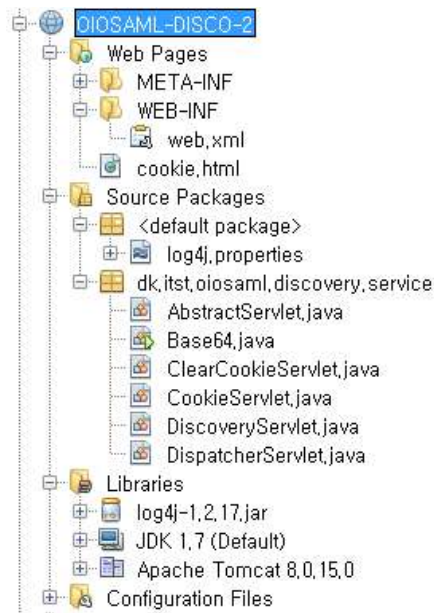 OIOSAML-DISCO-2
Web Pages
META-INF
WEB-INF
web,xml
cookie,html
Source Packages
<default package>
log4j,properties
dk,itst,oiosaml,discovery,service
AbstractServlet,java
Base64,java
ClearCookieServlet,java
CookieServlet,java
DiscoveryServlet,java
DispatcherServlet,java
Libraries
log4j-1,2,17,jar
JDK 1,7 (Default)
Apache Tomcat 8,0,15,0
Configuration Files